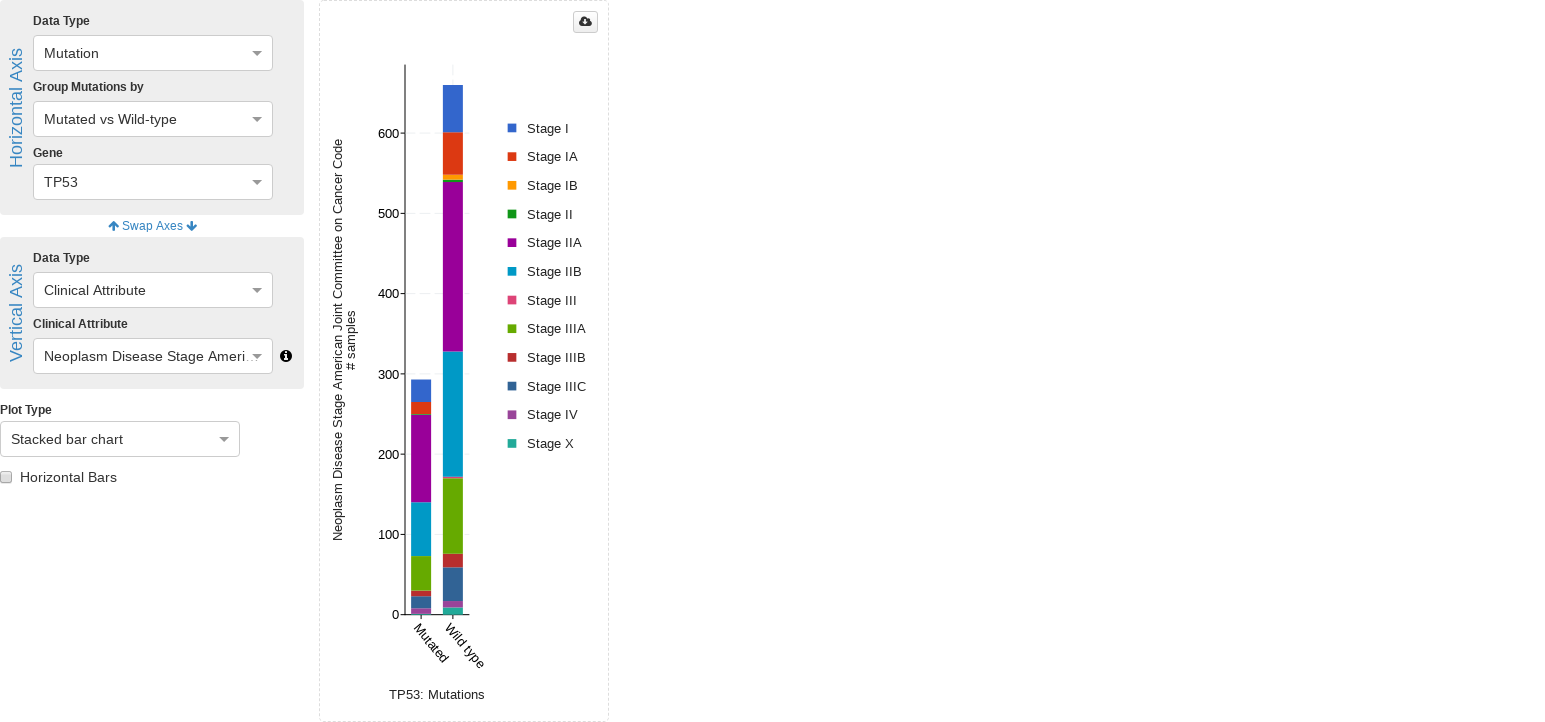 Horizontal Axis
Data Type
Mutation
Group Mutations by
Mutated vs Wild-type
Gene
TP53
Swap Axes
Vertical Axis
Data Type
Clinical Attribute
Clinical Attribute
Neoplasm Disease Stage Ameri...
Plot Type
Stacked bar chart
Horizontal Bars
Neoplasm Disease Stage American Joint Committee on Cancer Code
# samples
600
500
400
300
200
100
0
Mutated
Wild type
TP53: Mutations
Stage I
Stage IA
Stage IB
Stage II
Stage IIA
Stage IIB
Stage III
Stage IIIA
Stage IIIB
Stage IIIC
Stage IV
Stage X